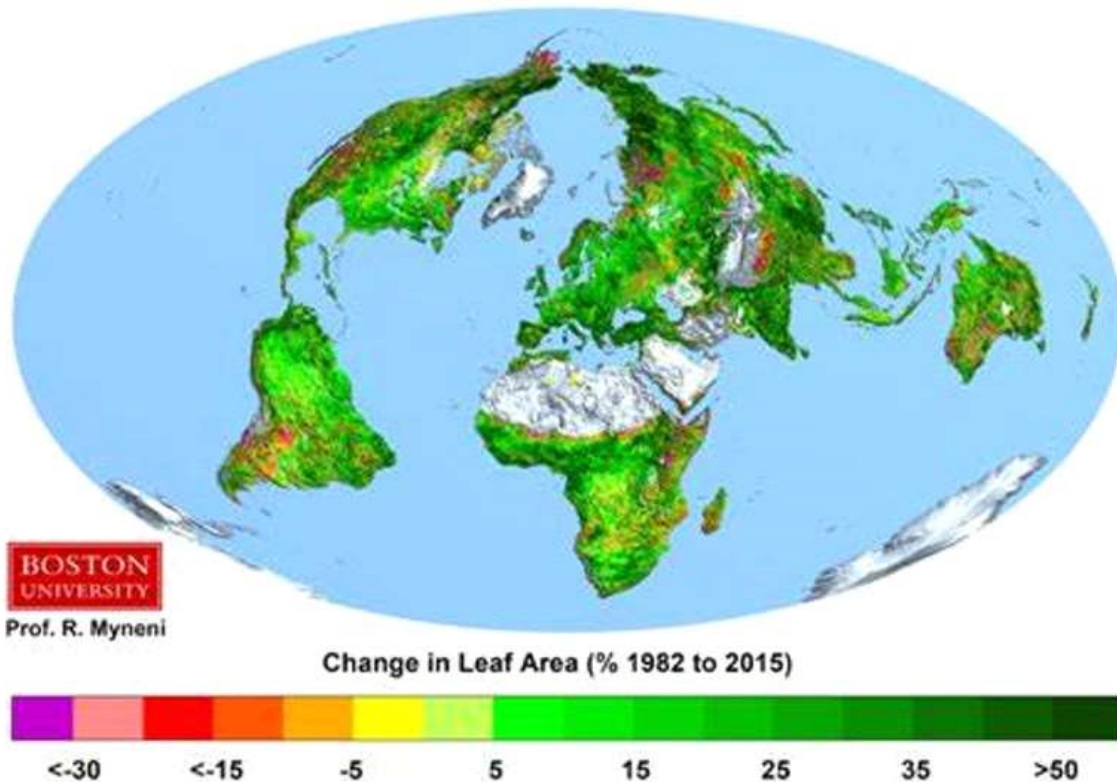 BOSTON
UNIVERSITY
Prof. R. Myneni
Change in Leaf Area (% 1982 to 2015)
<-30 <-15 -5 5 15 25 35 >50